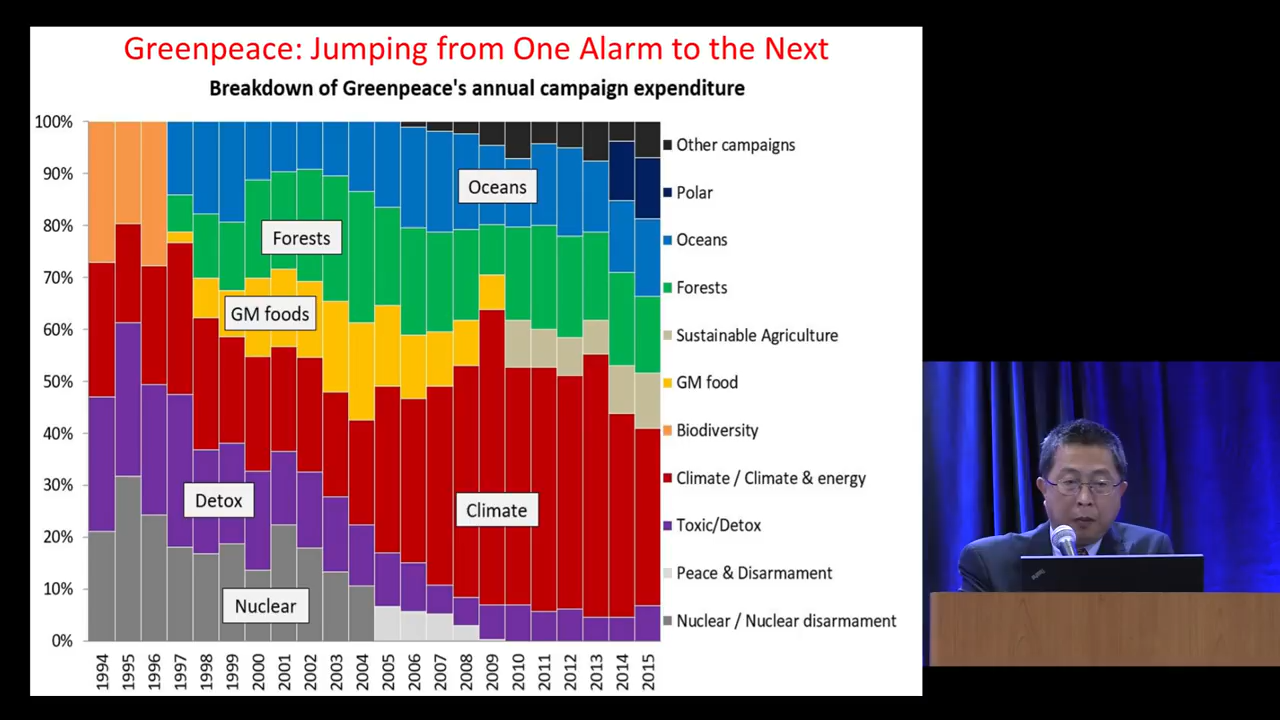 Greenpeace: Jumping from One Alarm to the Next
Breakdown of Greenpeace's annual campaign expenditure
100%
90%
80%
70%
60%
50%
40%
30%
20%
10%
0%
Oceans
Forests
GM foods
Detox
Climate
Nuclear
Other campaigns
Polar
Oceans
Forests
Sustainable Agriculture
GM food
Biodiversity
Climate / Climate & energy
Toxic/Detox
Peace & Disarmament
Nuclear / Nuclear disarmament
1994 1995 1996 1997 1998 1999 2000 2001 2002 2003 2004 2005 2006 2007 2008 2009 2010 2011 2012 2013 2014 2015